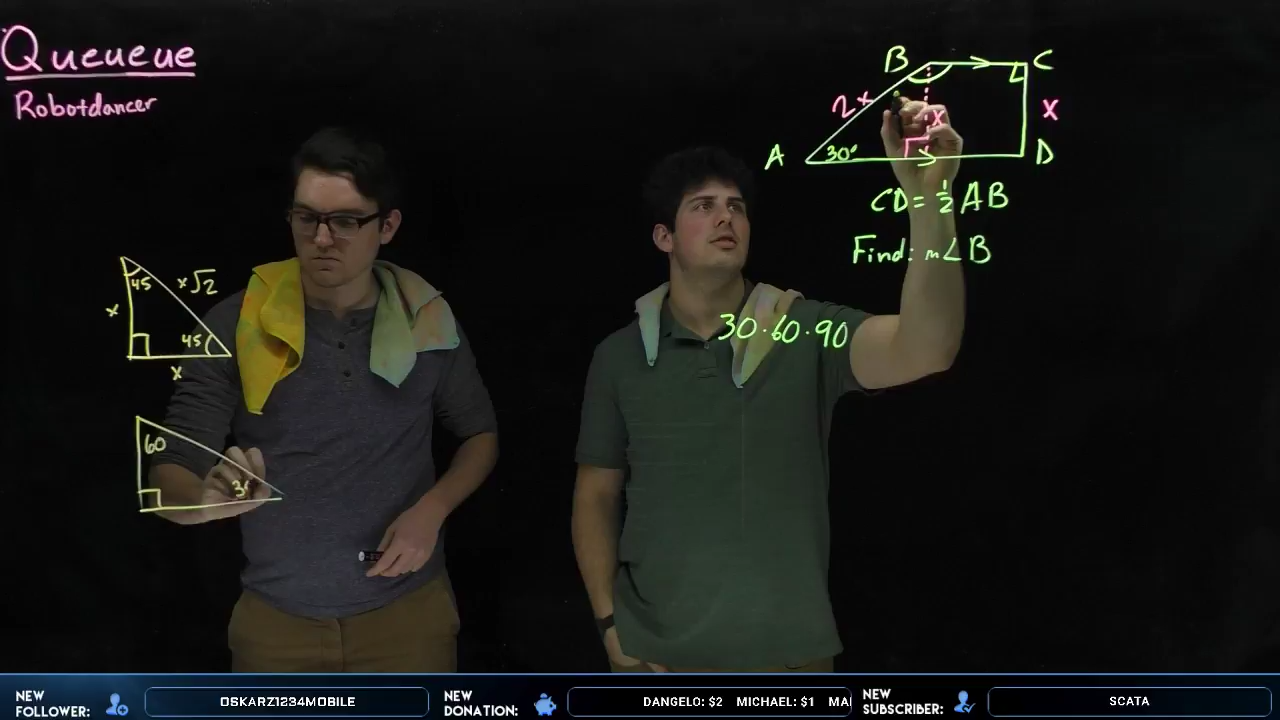 Queueue
Robotdancer
B
C
2x
x
x
A
30°
D
CD = 1/2 AB
Find: m∠B
30·60·90
45
x√2
x
45
x
60
NEW FOLLOWER:
OSKARZ1234MOBILE
NEW DONATION:
DANGELO: $2 MICHAEL: $1 MA
NEW SUBSCRIBER:
SCATA